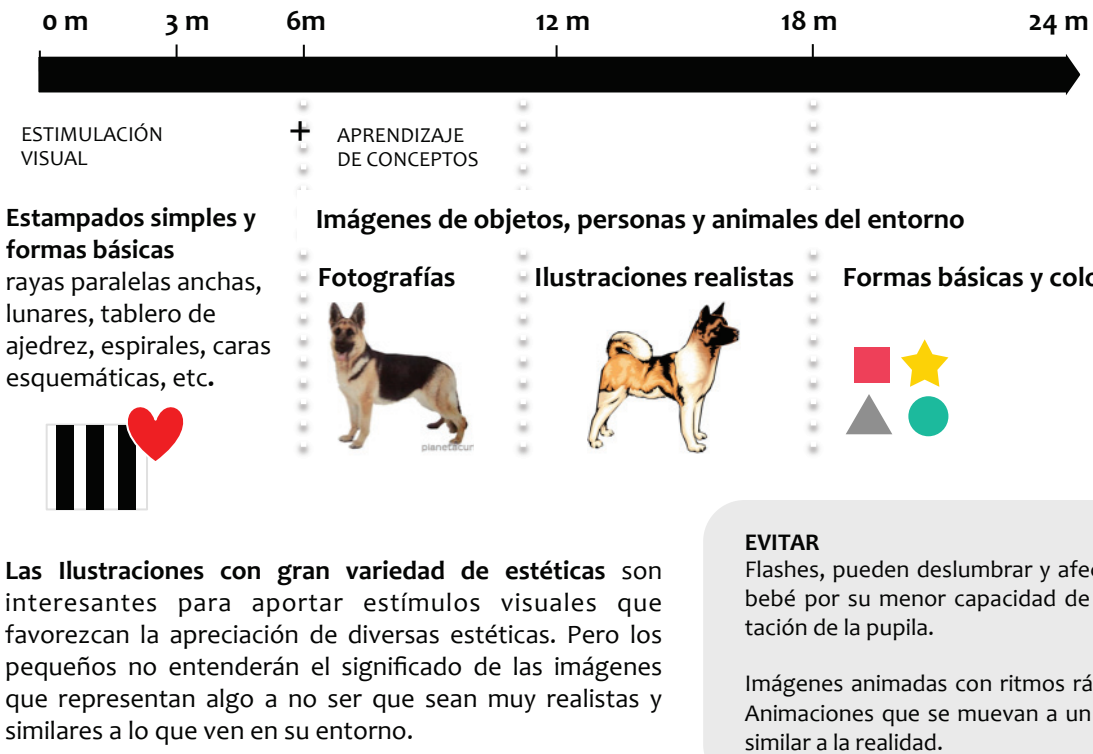 0 m 3 m 6m 12 m 18 m 24 m
ESTIMULACIÓN
VISUAL
+ APRENDIZAJE
DE CONCEPTOS
Estampados simples y
formas básicas
rayas paralelas anchas,
lunares, tablero de
ajedrez, espirales, caras
esquemáticas, etc.
Imágenes de objetos, personas y animales del entorno
Fotografías
planetacur
Ilustraciones realistas
Formas básicas y colo
Las Ilustraciones con gran variedad de estéticas son
interesantes para aportar estímulos visuales que
favorezcan la apreciación de diversas estéticas. Pero los
pequeños no entenderán el significado de las imágenes
que representan algo a no ser que sean muy realistas y
similares a lo que ven en su entorno.
EVITAR
Flashes, pueden deslumbrar y afec
bebé por su menor capacidad de
tación de la pupila.
Imágenes animadas con ritmos rá
Animaciones que se muevan a un
similar a la realidad.